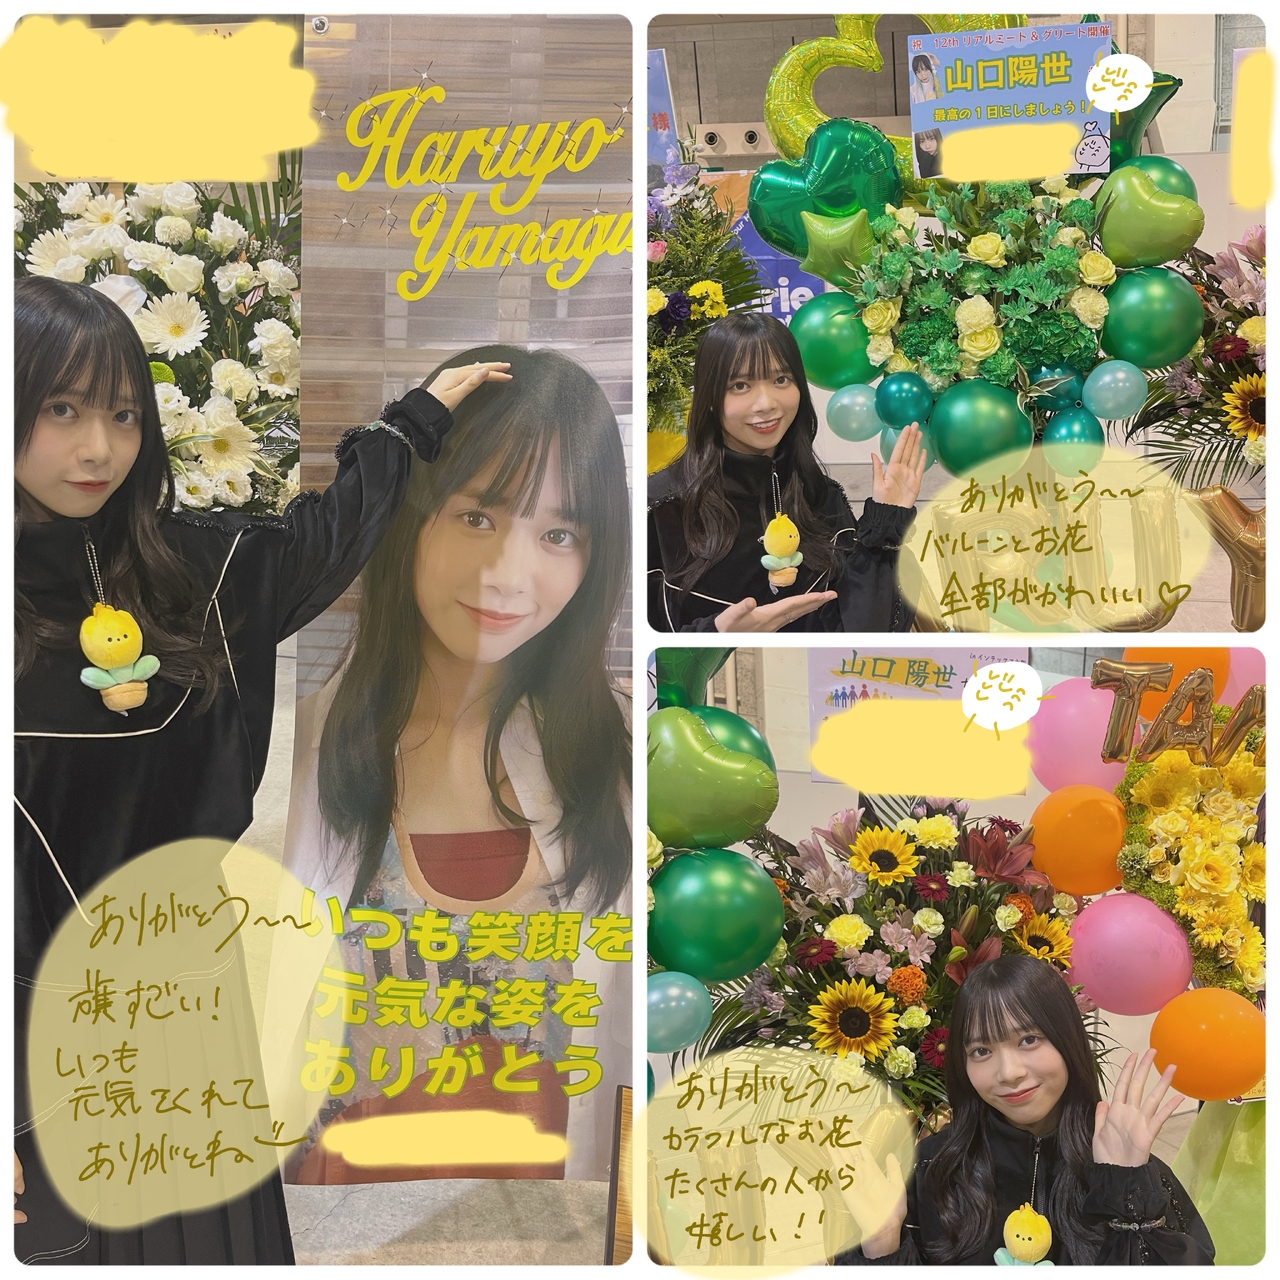 Haruyo
Yamagu
いつも笑顔を
元気な姿を
ありがとう
ありがとう〜〜
旗すごい!
いつも
元気でくれて
ありがとね
様
祝 12th リアルミート&グリート開催
山口陽世
最高の1日にしましょう!
rie
ありがとう〜〜
バルーンとお花
全部がかわいい♡
RUY
山口陽世
TAA
ありがとう〜
カラフルなお花
たくさんの人から
嬉しい!!